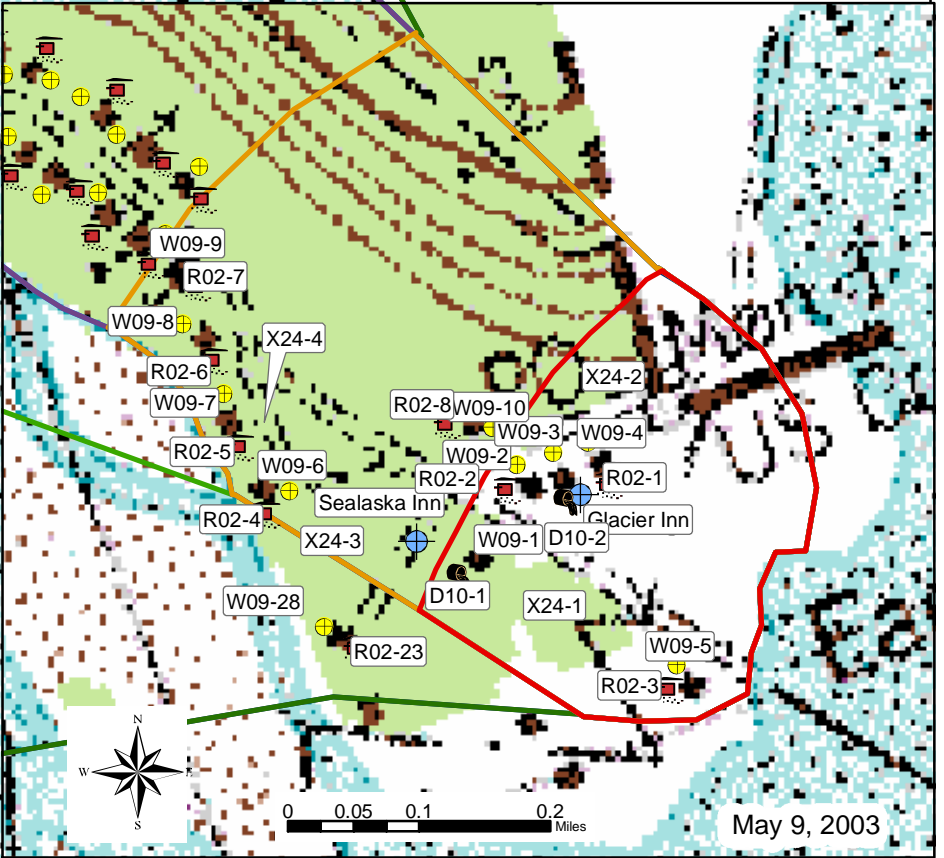 W09-9
R02-7
W09-8
X24-4
R02-6
X24-2
W09-7
R02-8
W09-10
W09-3
W09-4
R02-5
W09-2
W09-6
R02-2
R02-1
Sealaska Inn
R02-4
Glacier Inn
X24-3
W09-1
D10-2
D10-1
W09-28
X24-1
R02-23
W09-5
R02-3
N
W
E
S
0 0.05 0.1 0.2
Miles
May 9, 2003